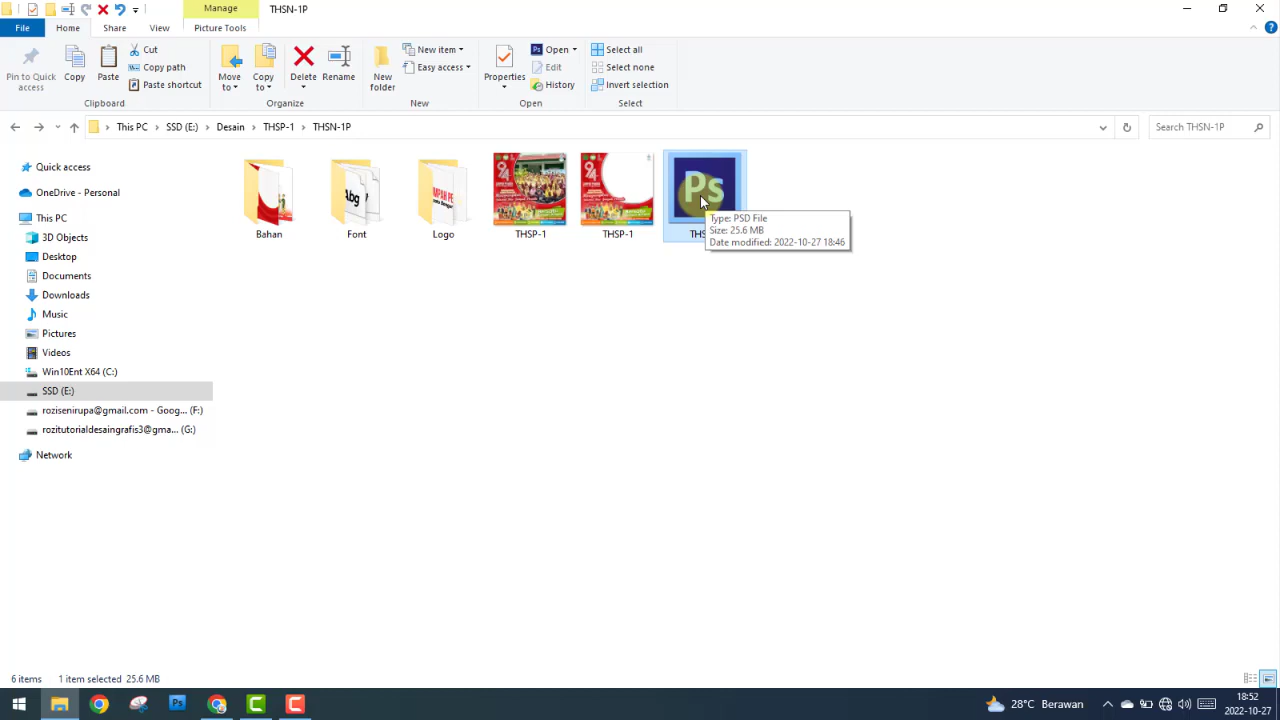 Manage
THSN-1P
File
Home
Share
View
Picture Tools
Pin to Quick access
Copy
Paste
Cut
Copy path
Paste shortcut
Clipboard
Move to
Copy to
Delete
Rename
Organize
New folder
New item
Easy access
New
Properties
Open
Edit
History
Open
Select all
Select none
Invert selection
Select
This PC
SSD (E:)
Desain
THSP-1
THSN-1P
Search THSN-1P
Quick access
OneDrive - Personal
This PC
3D Objects
Desktop
Documents
Downloads
Music
Pictures
Videos
Win10Ent X64 (C:)
SSD (E:)
rozisenirupa@gmail.com - Goog... (F:)
rozitutorialdesaingrafis3@gma... (G:)
Network
Bahan
Abg
Font
Logo
94
THSP-1
94
THSP-1
Ps
THS
Type: PSD File
Size: 25.6 MB
Date modified: 2022-10-27 18:46
6 items
1 item selected 25.6 MB
Ps
28°C Berawan
18:52
2022-10-27